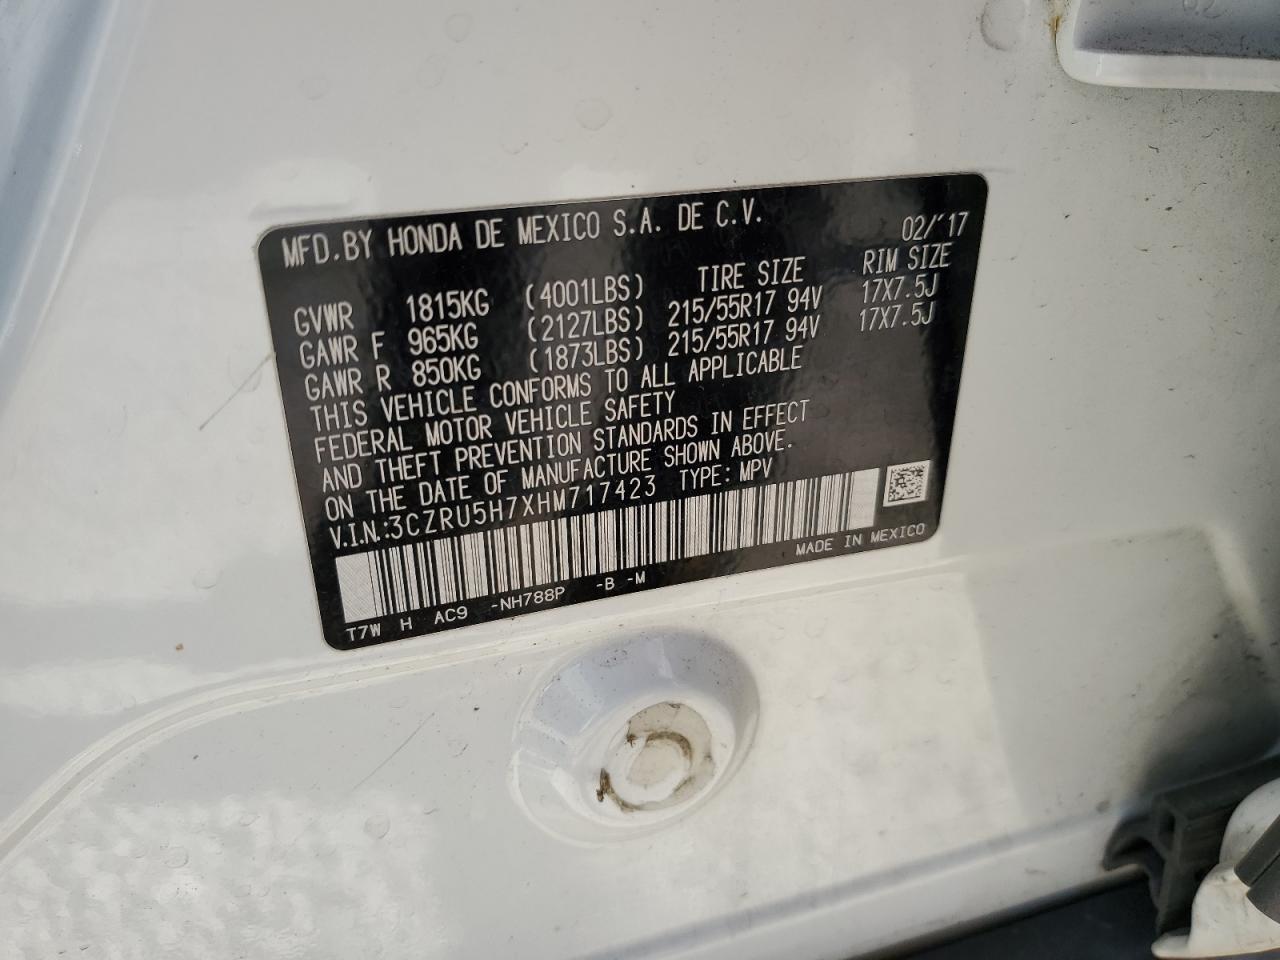 MFD.BY HONDA DE MEXICO S.A. DE C.V. 02/'17
TIRE SIZE RIM SIZE
GVWR 1815KG (4001LBS) 215/55R17 94V 17X7.5J
GAWR F 965KG (2127LBS) 215/55R17 94V 17X7.5J
GAWR R 850KG (1873LBS)
THIS VEHICLE CONFORMS TO ALL APPLICABLE
FEDERAL MOTOR VEHICLE SAFETY
AND THEFT PREVENTION STANDARDS IN EFFECT
ON THE DATE OF MANUFACTURE SHOWN ABOVE.
V.I.N.:3CZRU5H7XHM717423 TYPE: MPV
MADE IN MEXICO
T7W H AC9 -NH788P -B -M